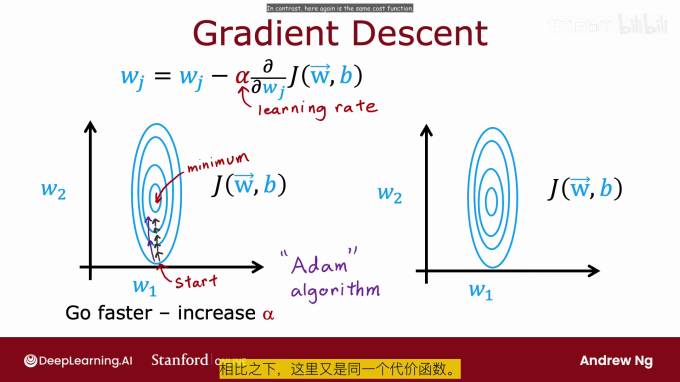 In contrast, here again is the same cost function.
bilibili
Gradient Descent
wⱼ = wⱼ − α ∂/∂wⱼ J(w⃗, b)
learning rate
minimum
w₂
J(w⃗, b)
w₂
J(w⃗, b)
"Adam"
algorithm
start
w₁
w₁
Go faster – increase α
DeepLearning.AI
Stanford
Andrew Ng
相比之下，这里又是同一个代价函数。